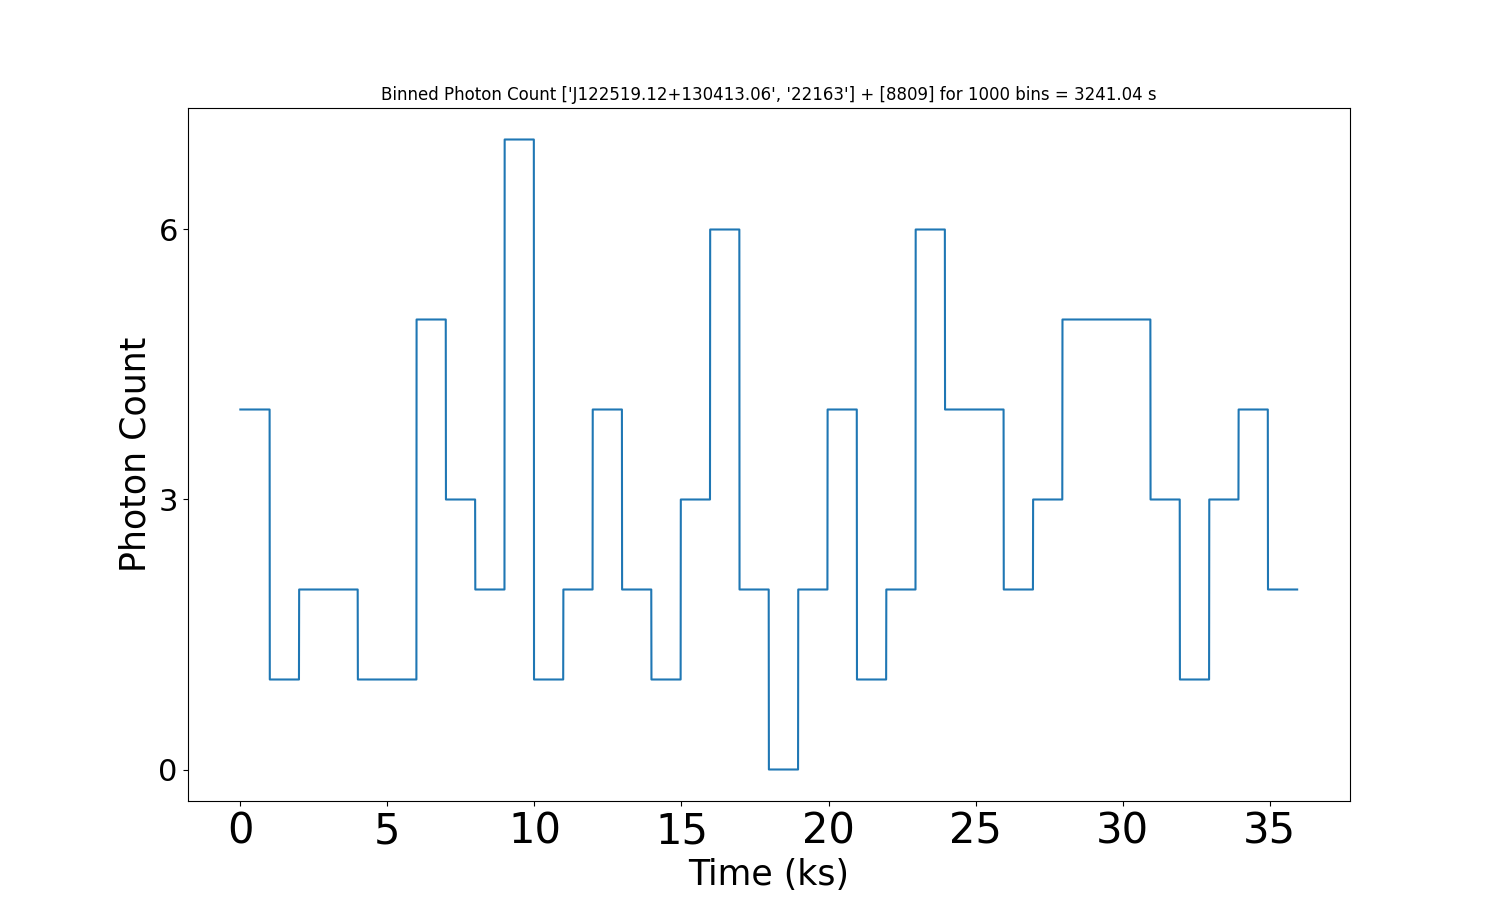 Binned Photon Count ['J122519.12+130413.06', '22163'] + [8809] for 1000 bins = 3241.04 s
6
3
0
Photon Count
0 5 10 15 20 25 30 35
Time (ks)